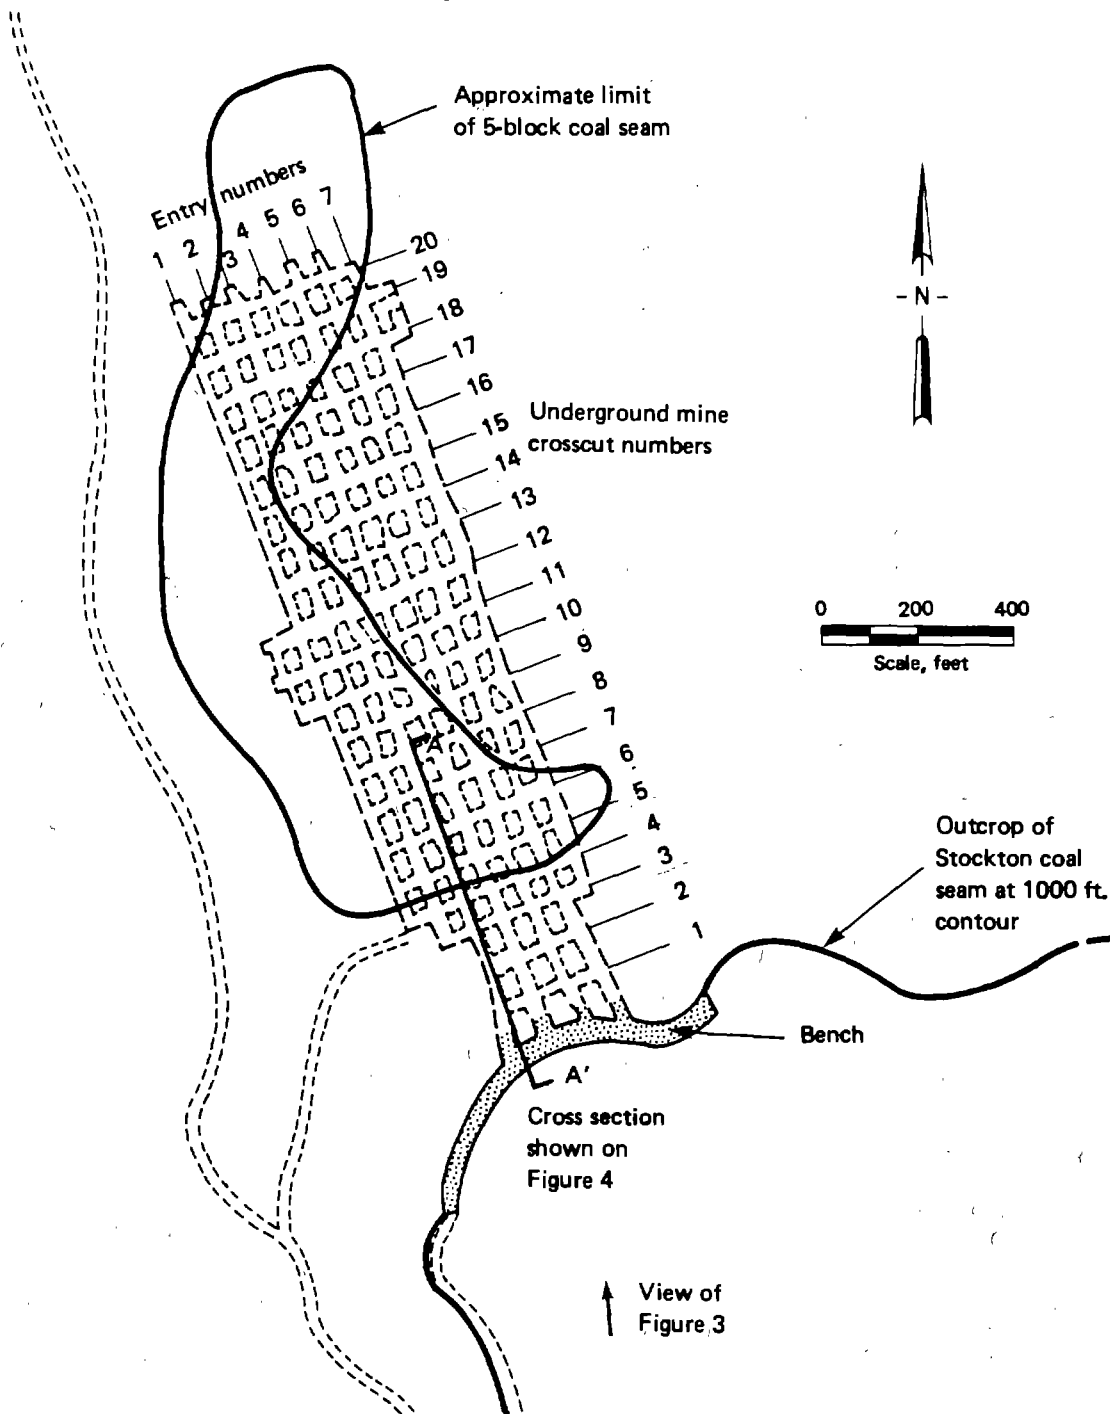 Approximate limit
of 5-block coal seam
Entry numbers
1 2 3 4 5 6 7
20
19
18
17
16
15
14
13
12
11
10
9
8
7
6
5
4
3
2
1
Underground mine
crosscut numbers
- N -
0 200 400
Scale, feet
A
Outcrop of
Stockton coal
seam at 1000 ft.
contour
Bench
A'
Cross section
shown on
Figure 4
View of
Figure 3